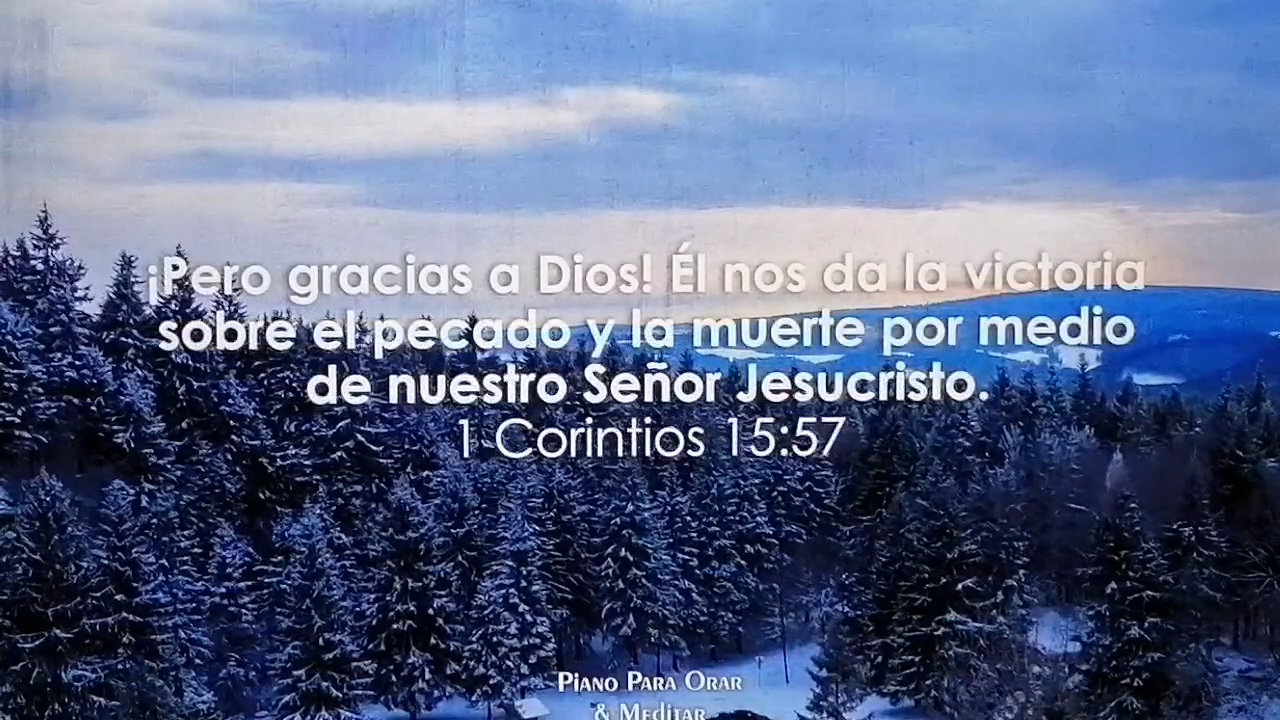 ¡Pero gracias a Dios! Él nos da la victoria
sobre el pecado y la muerte por medio
de nuestro Señor Jesucristo.
1 Corintios 15:57
Piano Para Orar
& Meditar